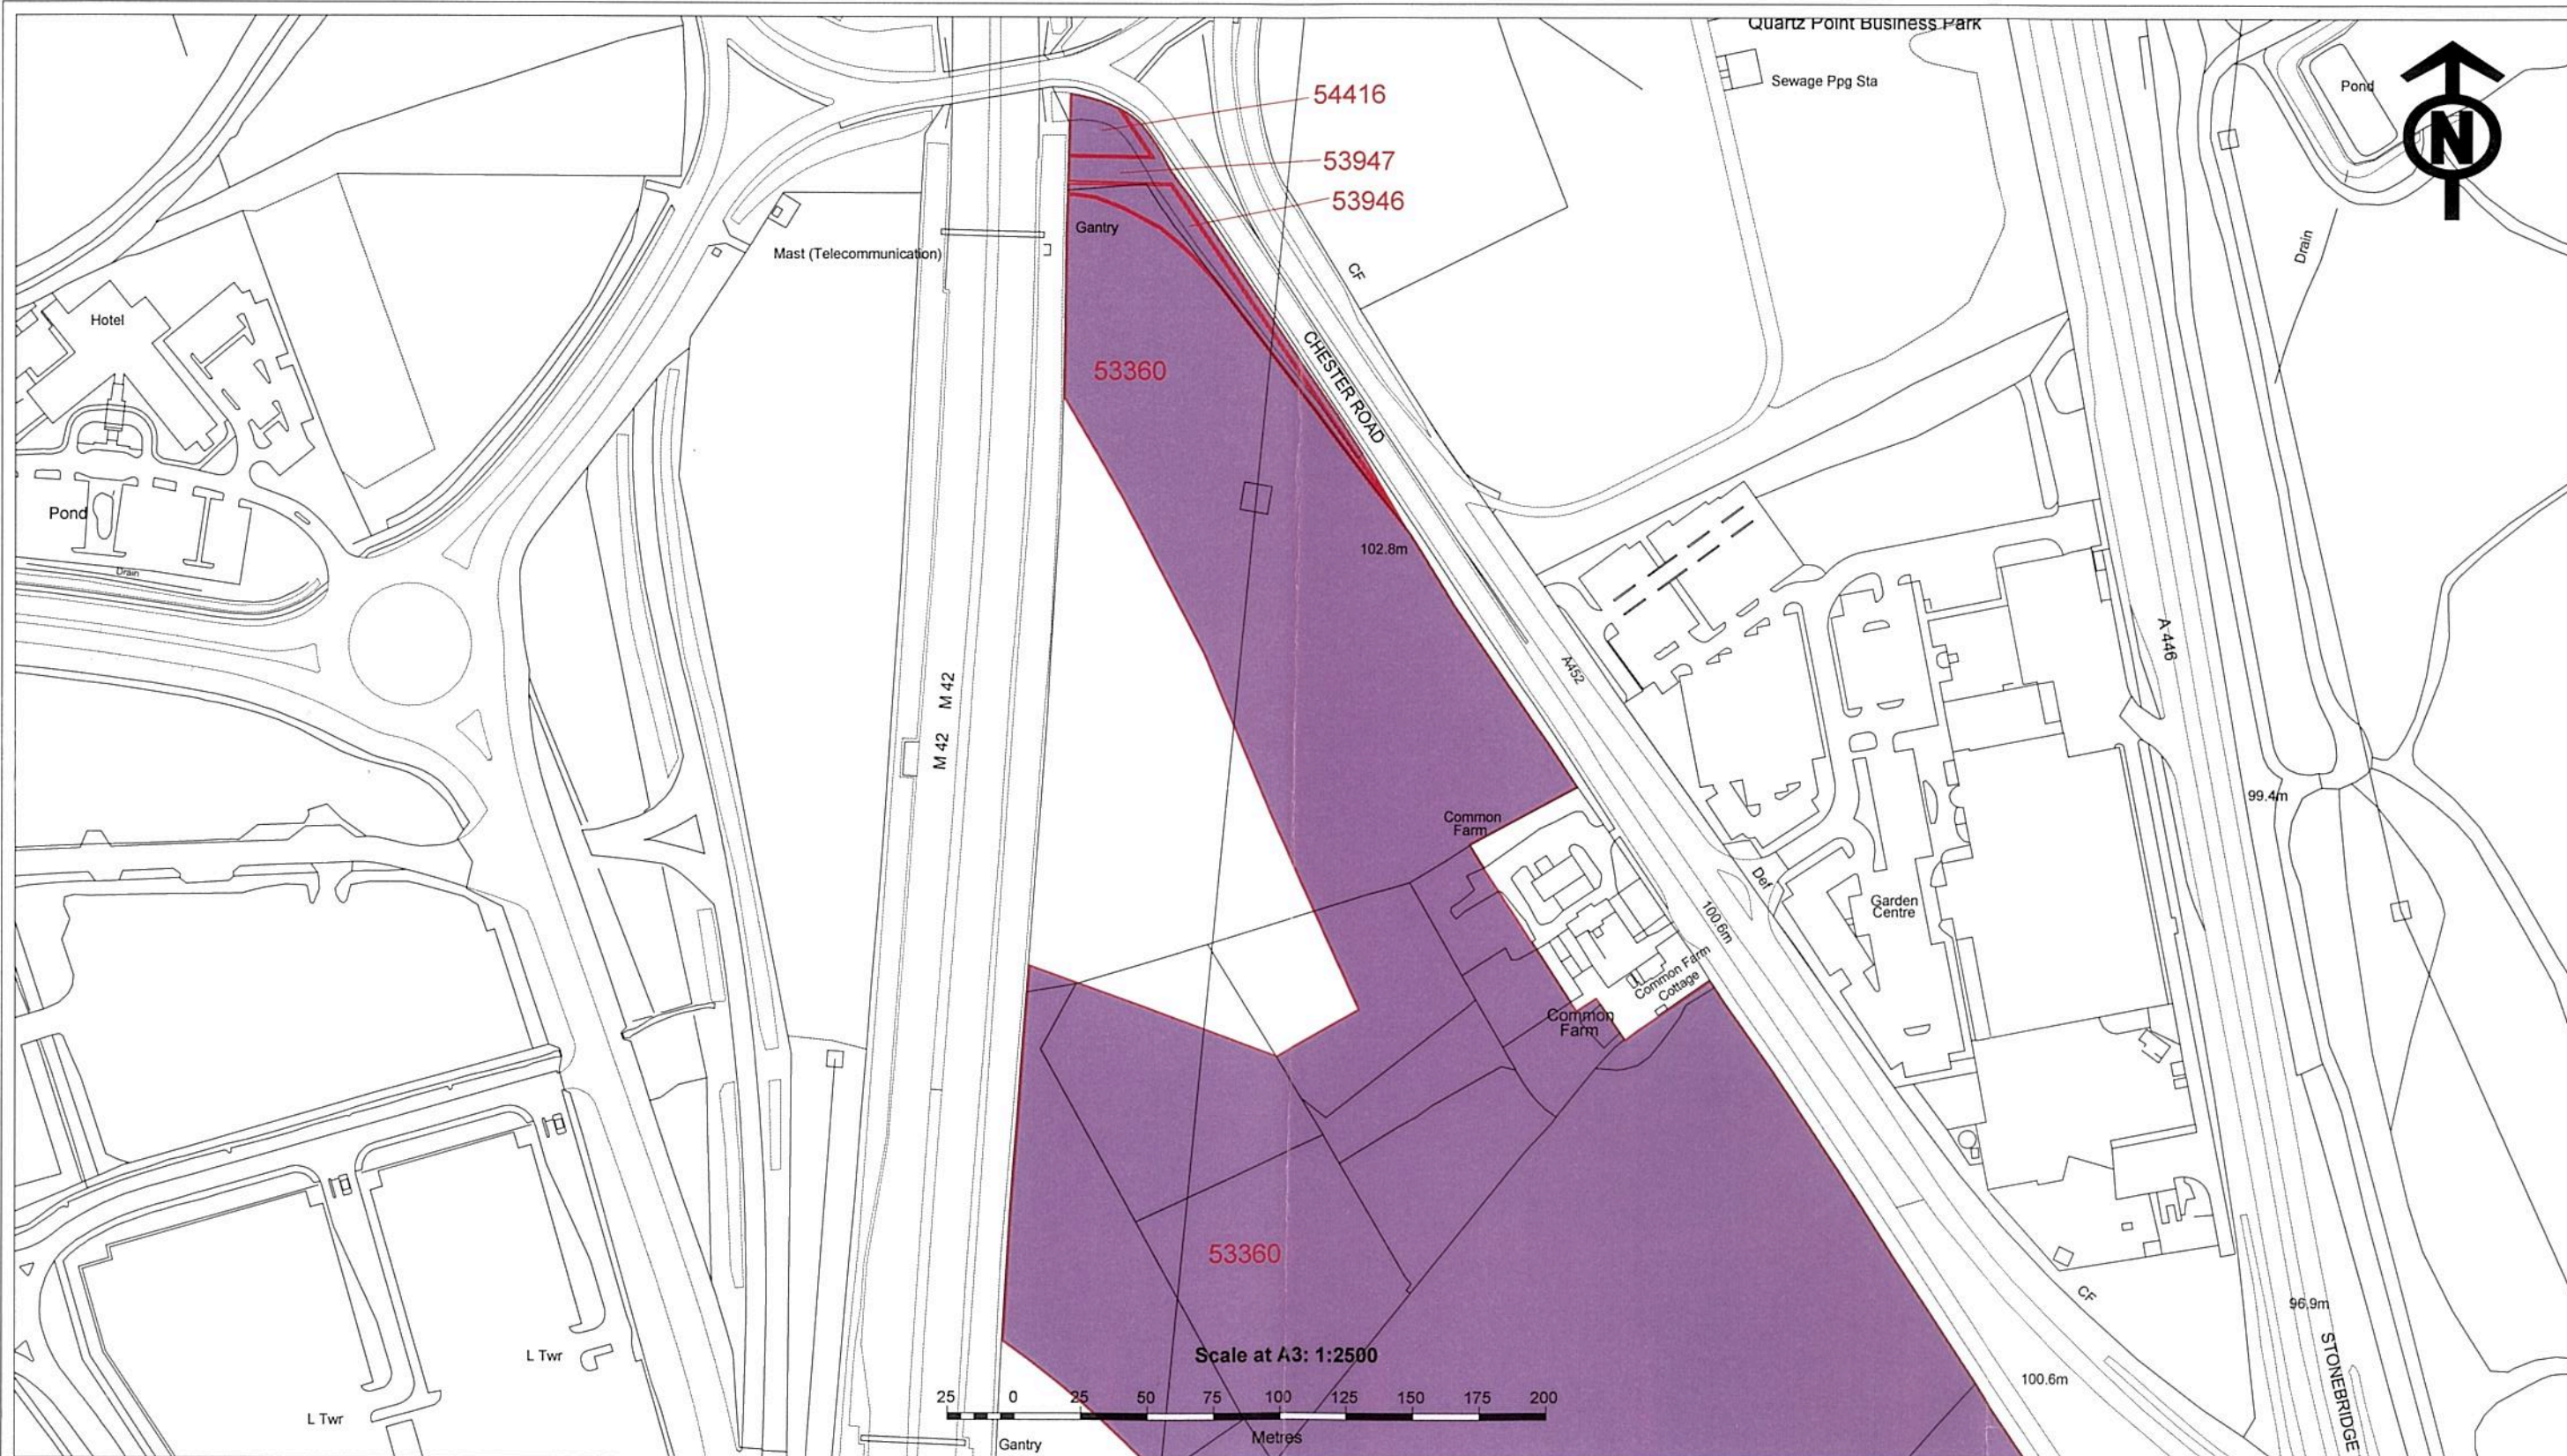 Quartz Point Business Park
Sewage Ppg Sta
Pond
N
54416
53947
53946
Gantry
Mast (Telecommunication)
CF
Drain
Hotel
53360
CHESTER ROAD
Pond
Drain
102.8m
A452
A 446
M 42 M 42
99.4m
Common
Farm
Def
Garden
Centre
100.6m
Common Farm
Cottage
Common
Farm
53360
CF
96.9m
STONEBRIDGE
L Twr
L Twr
100.6m
Scale at A3: 1:2500
25 0 25 50 75 100 125 150 175 200
Metres
Gantry